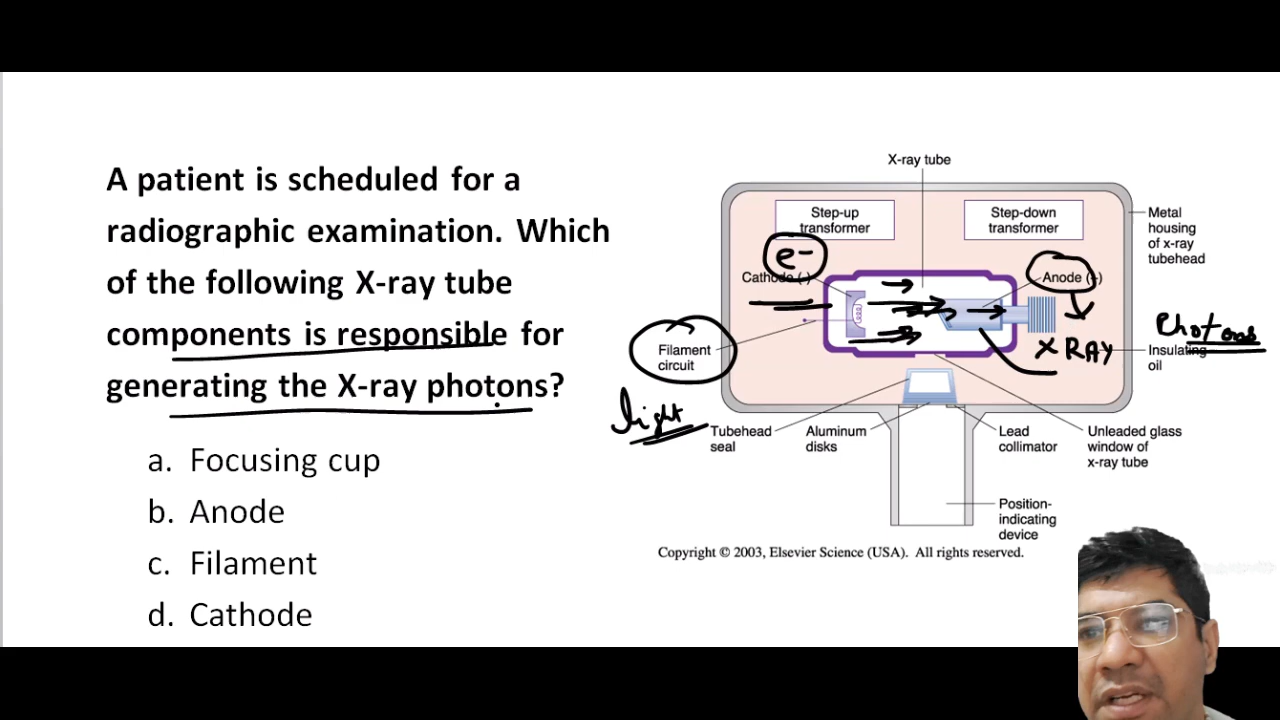 A patient is scheduled for a
radiographic examination. Which
of the following X-ray tube
components is responsible for
generating the X-ray photons?
a. Focusing cup
b. Anode
c. Filament
d. Cathode
X-ray tube
Step-up
transformer
Step-down
transformer
Metal
housing
of x-ray
tubehead
e-
Cathode (-)
Anode (+)
Photons
X RAY
Filament
circuit
Insulating
oil
light
Tubehead
seal
Aluminum
disks
Lead
collimator
Unleaded glass
window of
x-ray tube
Position-
indicating
device
Copyright © 2003, Elsevier Science (USA). All rights reserved.